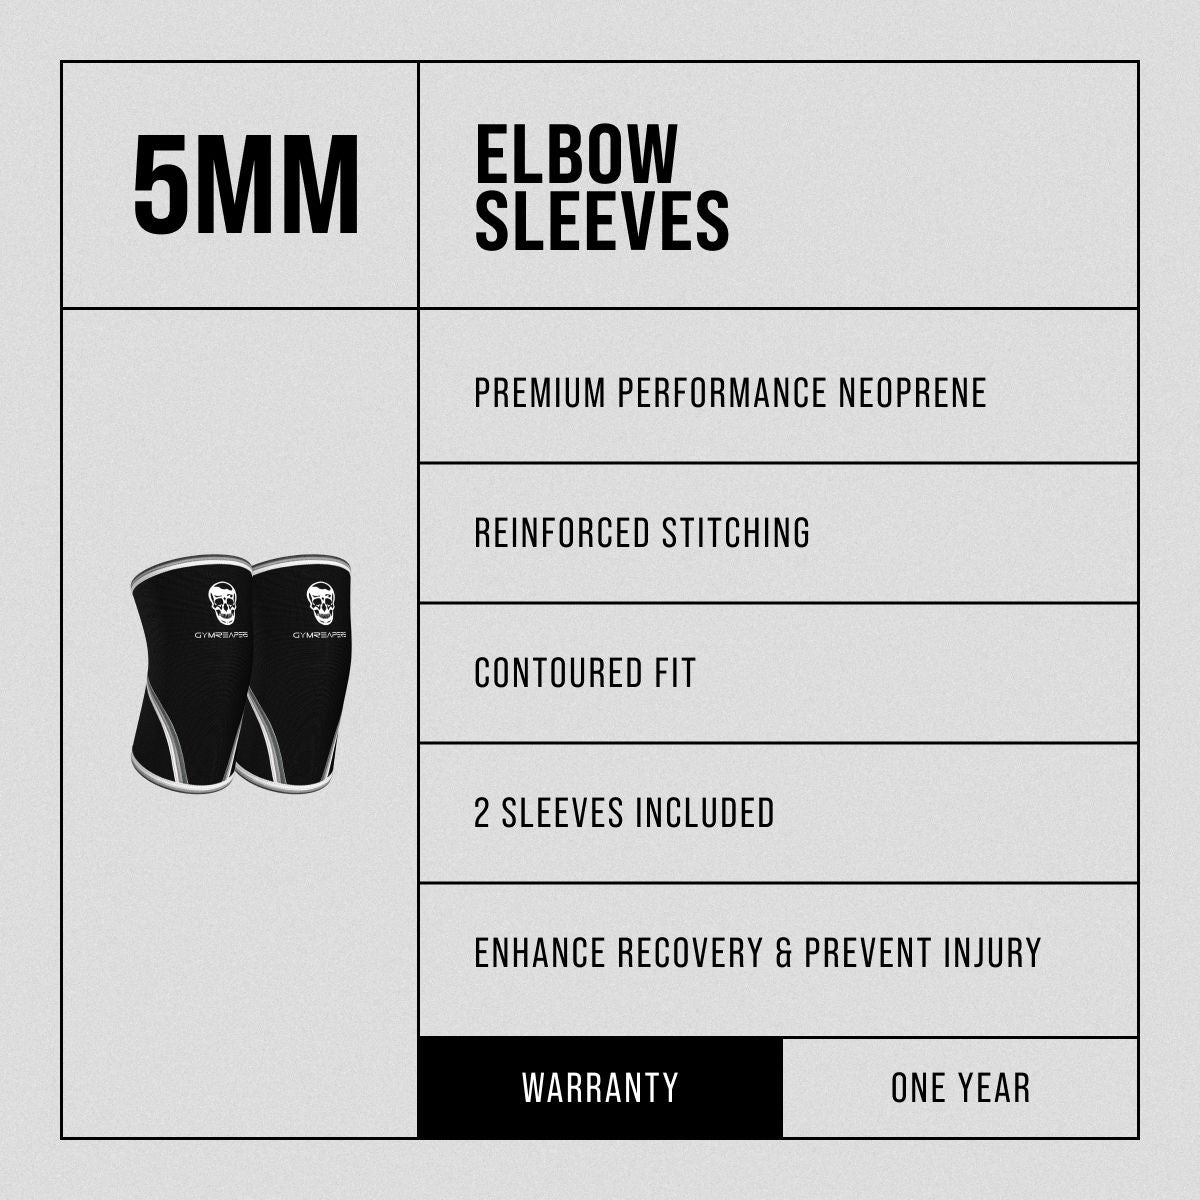 5MM
ELBOW
SLEEVES
PREMIUM PERFORMANCE NEOPRENE
REINFORCED STITCHING
GYMREAPERS
GYMREAPERS
CONTOURED FIT
2 SLEEVES INCLUDED
ENHANCE RECOVERY & PREVENT INJURY
WARRANTY
ONE YEAR